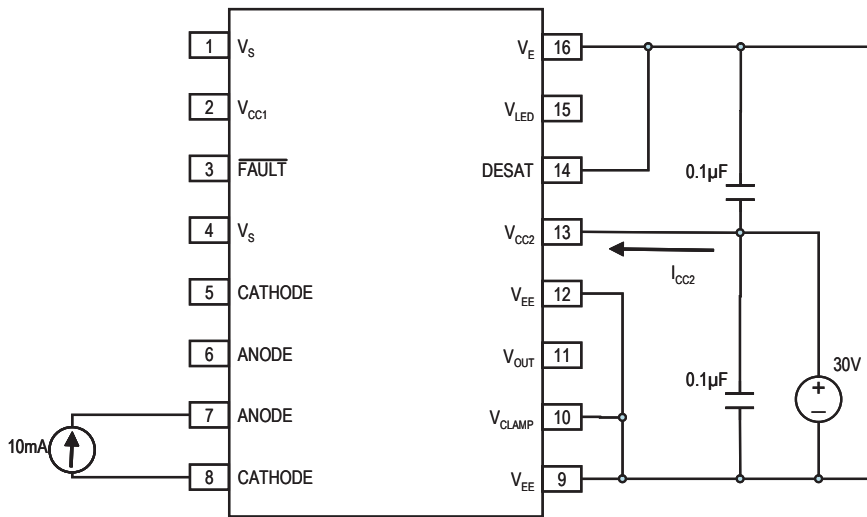 1 V_S
2 V_CC1
3 FAULT
4 V_S
5 CATHODE
6 ANODE
7 ANODE
8 CATHODE
10mA
V_E 16
V_LED 15
DESAT 14
V_CC2 13
V_EE 12
V_OUT 11
V_CLAMP 10
V_EE 9
0.1µF
I_CC2
0.1µF
30V
+
–